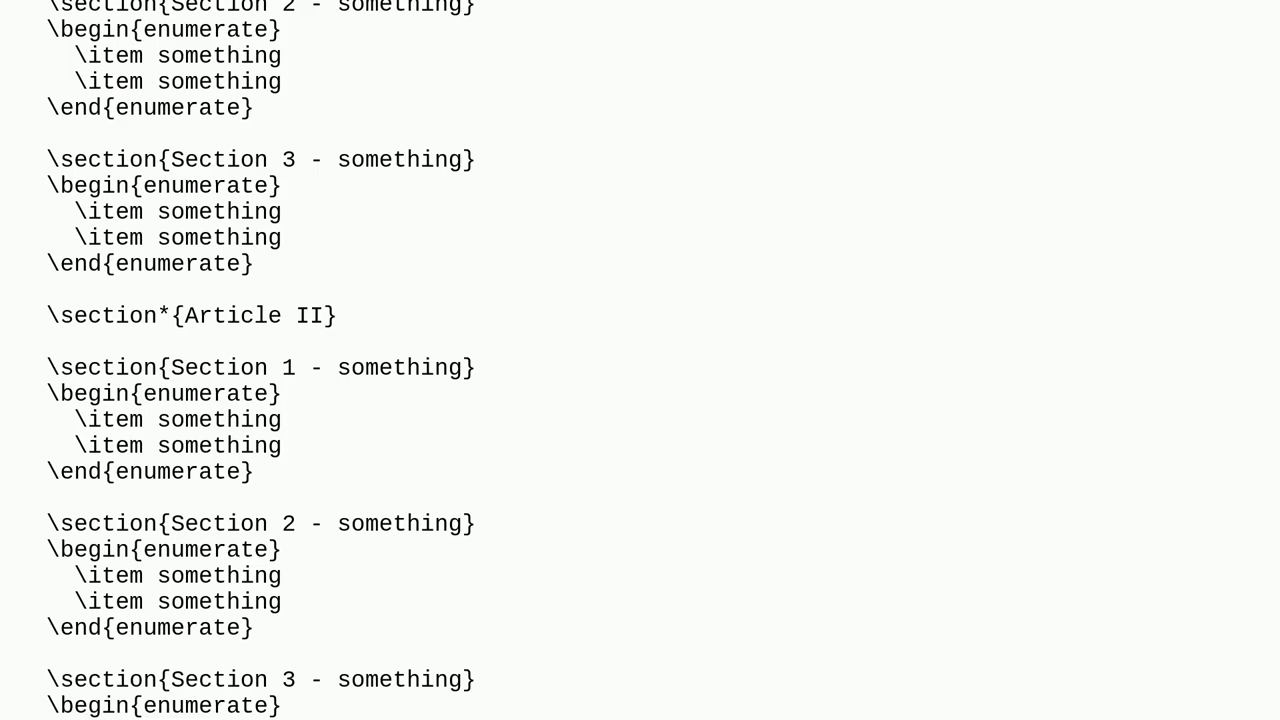 \section{Section 2 - something}
\begin{enumerate}
  \item something
  \item something
\end{enumerate}

\section{Section 3 - something}
\begin{enumerate}
  \item something
  \item something
\end{enumerate}

\section*{Article II}

\section{Section 1 - something}
\begin{enumerate}
  \item something
  \item something
\end{enumerate}

\section{Section 2 - something}
\begin{enumerate}
  \item something
  \item something
\end{enumerate}

\section{Section 3 - something}
\begin{enumerate}